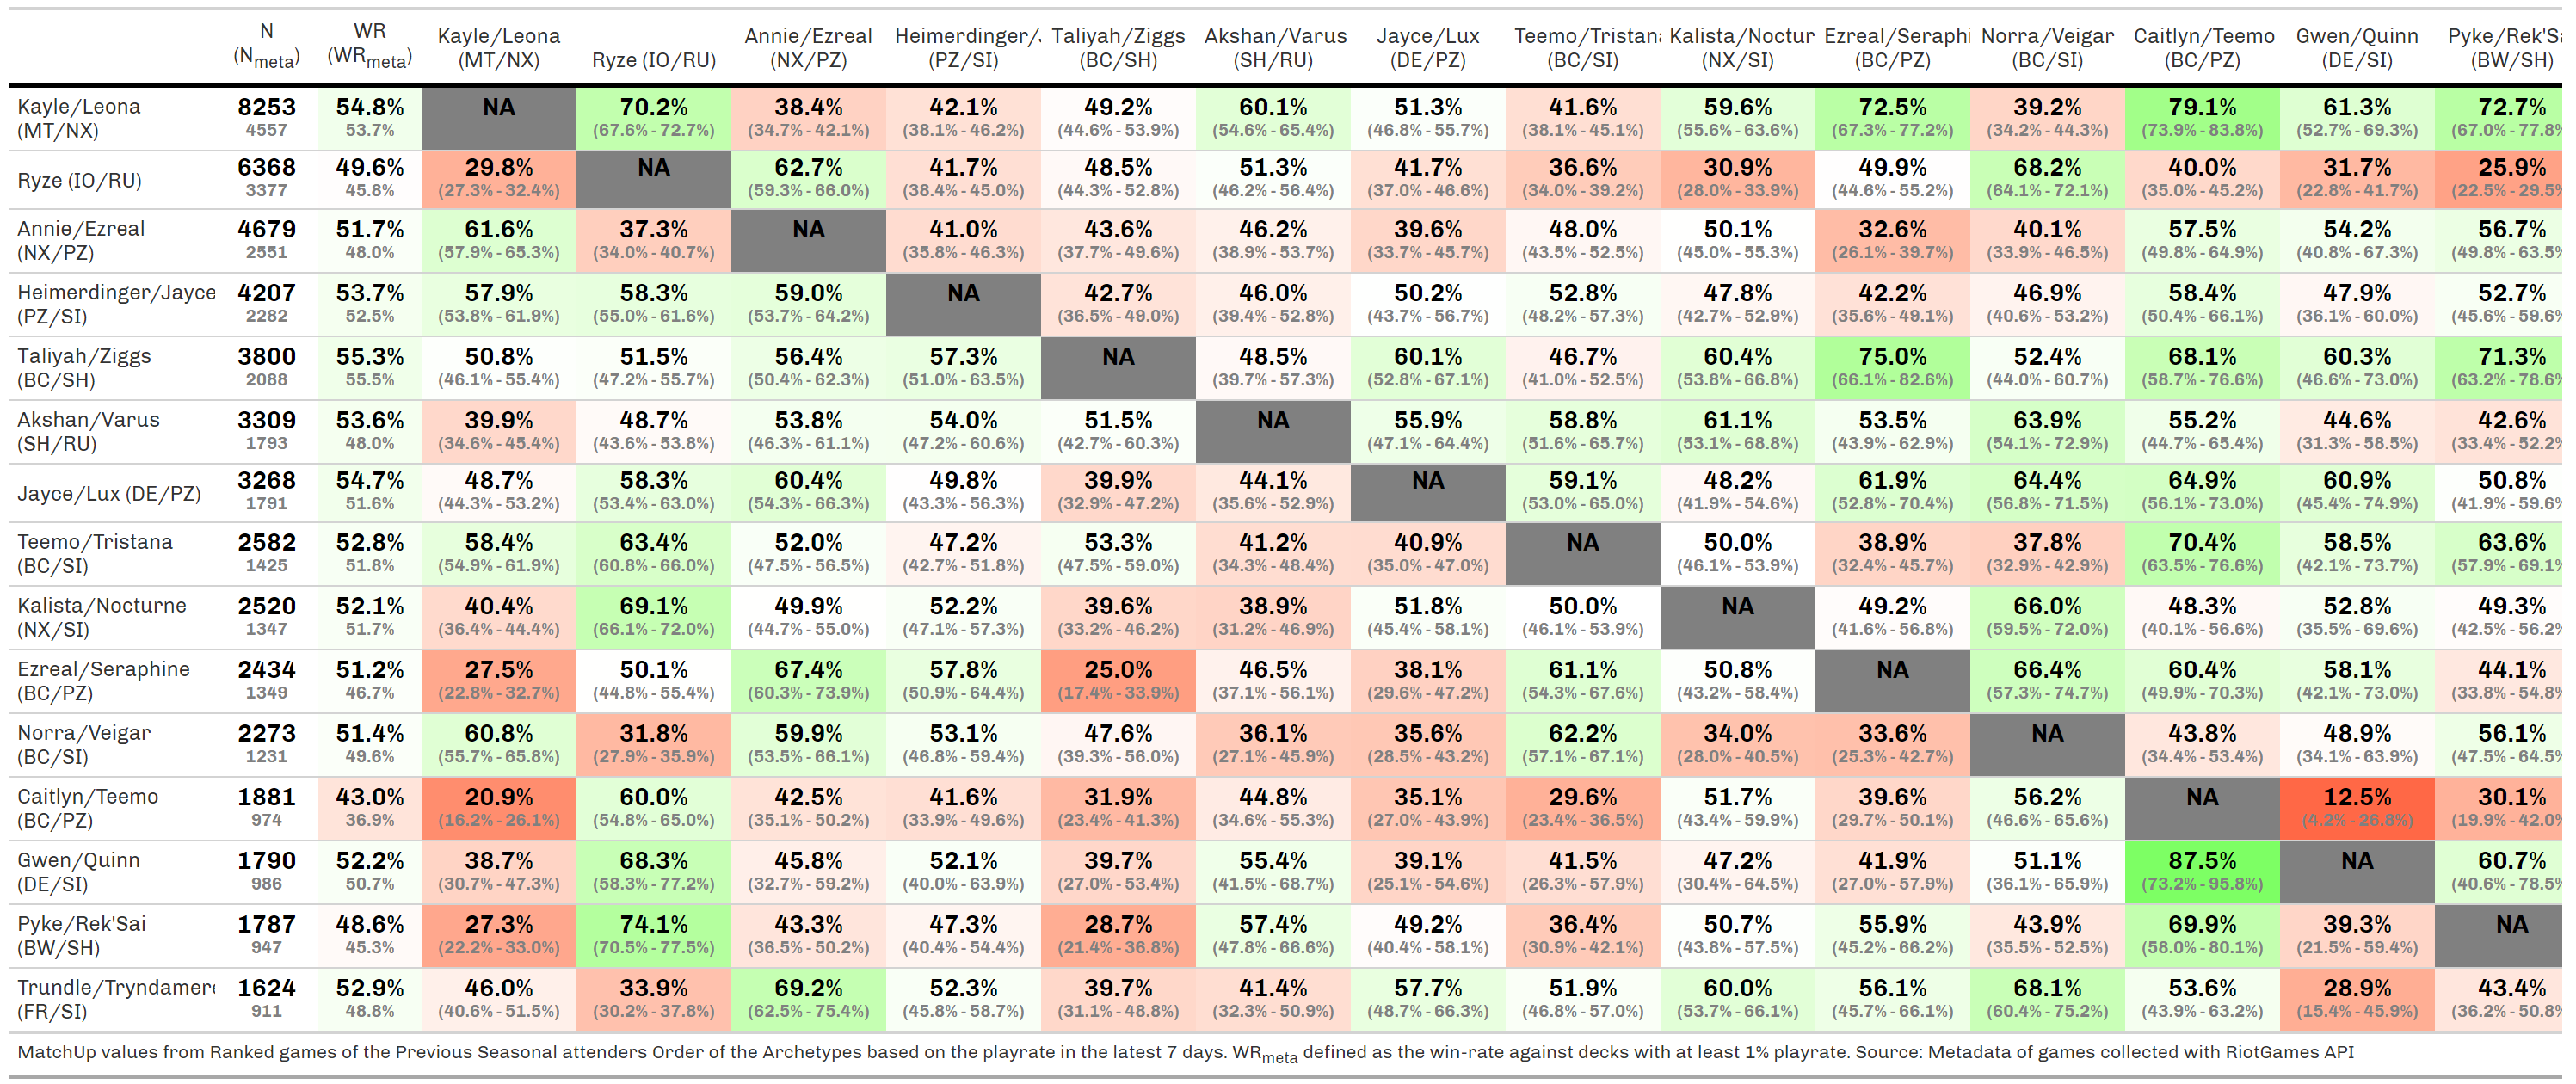 N WR Kayle/Leona Annie/Ezreal Heimerdinger/J Taliyah/Ziggs Akshan/Varus Jayce/Lux Teemo/Tristana Kalista/Noctur Ezreal/Seraphi Norra/Veigar Caitlyn/Teemo Gwen/Quinn Pyke/Rek'Sa
(Nmeta) (WRmeta) (MT/NX) Ryze (IO/RU) (NX/PZ) (PZ/SI) (BC/SH) (SH/RU) (DE/PZ) (BC/SI) (NX/SI) (BC/PZ) (BC/SI) (BC/PZ) (DE/SI) (BW/SH)
Kayle/Leona 8253 54.8% NA 70.2% 38.4% 42.1% 49.2% 60.1% 51.3% 41.6% 59.6% 72.5% 39.2% 79.1% 61.3% 72.7%
(MT/NX) 4557 53.7% (67.6% - 72.7%) (34.7% - 42.1%) (38.1% - 46.2%) (44.6% - 53.9%) (54.6% - 65.4%) (46.8% - 55.7%) (38.1% - 45.1%) (55.6% - 63.6%) (67.3% - 77.2%) (34.2% - 44.3%) (73.9% - 83.8%) (52.7% - 69.3%) (67.0% - 77.8%
Ryze (IO/RU) 6368 49.6% 29.8% NA 62.7% 41.7% 48.5% 51.3% 41.7% 36.6% 30.9% 49.9% 68.2% 40.0% 31.7% 25.9%
3377 45.8% (27.3% - 32.4%) (59.3% - 66.0%) (38.4% - 45.0%) (44.3% - 52.8%) (46.2% - 56.4%) (37.0% - 46.6%) (34.0% - 39.2%) (28.0% - 33.9%) (44.6% - 55.2%) (64.1% - 72.1%) (35.0% - 45.2%) (22.8% - 41.7%) (22.5% - 29.5%
Annie/Ezreal 4679 51.7% 61.6% 37.3% NA 41.0% 43.6% 46.2% 39.6% 48.0% 50.1% 32.6% 40.1% 57.5% 54.2% 56.7%
(NX/PZ) 2551 48.0% (57.9% - 65.3%) (34.0% - 40.7%) (35.8% - 46.3%) (37.7% - 49.6%) (38.9% - 53.7%) (33.7% - 45.7%) (43.5% - 52.5%) (45.0% - 55.3%) (26.1% - 39.7%) (33.9% - 46.5%) (49.8% - 64.9%) (40.8% - 67.3%) (49.8% - 63.5%
Heimerdinger/Jayce 4207 53.7% 57.9% 58.3% 59.0% NA 42.7% 46.0% 50.2% 52.8% 47.8% 42.2% 46.9% 58.4% 47.9% 52.7%
(PZ/SI) 2282 52.5% (53.8% - 61.9%) (55.0% - 61.6%) (53.7% - 64.2%) (36.5% - 49.0%) (39.4% - 52.8%) (43.7% - 56.7%) (48.2% - 57.3%) (42.7% - 52.9%) (35.6% - 49.1%) (40.6% - 53.2%) (50.4% - 66.1%) (36.1% - 60.0%) (45.6% - 59.6%
Taliyah/Ziggs 3800 55.3% 50.8% 51.5% 56.4% 57.3% NA 48.5% 60.1% 46.7% 60.4% 75.0% 52.4% 68.1% 60.3% 71.3%
(BC/SH) 2088 55.5% (46.1% - 55.4%) (47.2% - 55.7%) (50.4% - 62.3%) (51.0% - 63.5%) (39.7% - 57.3%) (52.8% - 67.1%) (41.0% - 52.5%) (53.8% - 66.8%) (66.1% - 82.6%) (44.0% - 60.7%) (58.7% - 76.6%) (46.6% - 73.0%) (63.2% - 78.6%
Akshan/Varus 3309 53.6% 39.9% 48.7% 53.8% 54.0% 51.5% NA 55.9% 58.8% 61.1% 53.5% 63.9% 55.2% 44.6% 42.6%
(SH/RU) 1793 48.0% (34.6% - 45.4%) (43.6% - 53.8%) (46.3% - 61.1%) (47.2% - 60.6%) (42.7% - 60.3%) (47.1% - 64.4%) (51.6% - 65.7%) (53.1% - 68.8%) (43.9% - 62.9%) (54.1% - 72.9%) (44.7% - 65.4%) (31.3% - 58.5%) (33.4% - 52.2%
Jayce/Lux (DE/PZ) 3268 54.7% 48.7% 58.3% 60.4% 49.8% 39.9% 44.1% NA 59.1% 48.2% 61.9% 64.4% 64.9% 60.9% 50.8%
1791 51.6% (44.3% - 53.2%) (53.4% - 63.0%) (54.3% - 66.3%) (43.3% - 56.3%) (32.9% - 47.2%) (35.6% - 52.9%) (53.0% - 65.0%) (41.9% - 54.6%) (52.8% - 70.4%) (56.8% - 71.5%) (56.1% - 73.0%) (45.4% - 74.9%) (41.9% - 59.6%
Teemo/Tristana 2582 52.8% 58.4% 63.4% 52.0% 47.2% 53.3% 41.2% 40.9% NA 50.0% 38.9% 37.8% 70.4% 58.5% 63.6%
(BC/SI) 1425 51.8% (54.9% - 61.9%) (60.8% - 66.0%) (47.5% - 56.5%) (42.7% - 51.8%) (47.5% - 59.0%) (34.3% - 48.4%) (35.0% - 47.0%) (46.1% - 53.9%) (32.4% - 45.7%) (32.9% - 42.9%) (63.5% - 76.6%) (42.1% - 73.7%) (57.9% - 69.1%
Kalista/Nocturne 2520 52.1% 40.4% 69.1% 49.9% 52.2% 39.6% 38.9% 51.8% 50.0% NA 49.2% 66.0% 48.3% 52.8% 49.3%
(NX/SI) 1347 51.7% (36.4% - 44.4%) (66.1% - 72.0%) (44.7% - 55.0%) (47.1% - 57.3%) (33.2% - 46.2%) (31.2% - 46.9%) (45.4% - 58.1%) (46.1% - 53.9%) (41.6% - 56.8%) (59.5% - 72.0%) (40.1% - 56.6%) (35.5% - 69.6%) (42.5% - 56.2%
Ezreal/Seraphine 2434 51.2% 27.5% 50.1% 67.4% 57.8% 25.0% 46.5% 38.1% 61.1% 50.8% NA 66.4% 60.4% 58.1% 44.1%
(BC/PZ) 1349 46.7% (22.8% - 32.7%) (44.8% - 55.4%) (60.3% - 73.9%) (50.9% - 64.4%) (17.4% - 33.9%) (37.1% - 56.1%) (29.6% - 47.2%) (54.3% - 67.6%) (43.2% - 58.4%) (57.3% - 74.7%) (49.9% - 70.3%) (42.1% - 73.0%) (33.8% - 54.8%
Norra/Veigar 2273 51.4% 60.8% 31.8% 59.9% 53.1% 47.6% 36.1% 35.6% 62.2% 34.0% 33.6% NA 43.8% 48.9% 56.1%
(BC/SI) 1231 49.6% (55.7% - 65.8%) (27.9% - 35.9%) (53.5% - 66.1%) (46.8% - 59.4%) (39.3% - 56.0%) (27.1% - 45.9%) (28.5% - 43.2%) (57.1% - 67.1%) (28.0% - 40.5%) (25.3% - 42.7%) (34.4% - 53.4%) (34.1% - 63.9%) (47.5% - 64.5%
Caitlyn/Teemo 1881 43.0% 20.9% 60.0% 42.5% 41.6% 31.9% 44.8% 35.1% 29.6% 51.7% 39.6% 56.2% NA 12.5% 30.1%
(BC/PZ) 974 36.9% (16.2% - 26.1%) (54.8% - 65.0%) (35.1% - 50.2%) (33.9% - 49.6%) (23.4% - 41.3%) (34.6% - 55.3%) (27.0% - 43.9%) (23.4% - 36.5%) (43.4% - 59.9%) (29.7% - 50.1%) (46.6% - 65.6%) (4.2% - 26.8%) (19.9% - 42.0%
Gwen/Quinn 1790 52.2% 38.7% 68.3% 45.8% 52.1% 39.7% 55.4% 39.1% 41.5% 47.2% 41.9% 51.1% 87.5% NA 60.7%
(DE/SI) 986 50.7% (30.7% - 47.3%) (58.3% - 77.2%) (32.7% - 59.2%) (40.0% - 63.9%) (27.0% - 53.4%) (41.5% - 68.7%) (25.1% - 54.6%) (26.3% - 57.9%) (30.4% - 64.5%) (27.0% - 57.9%) (36.1% - 65.9%) (73.2% - 95.8%) (40.6% - 78.5%
Pyke/Rek'Sai 1787 48.6% 27.3% 74.1% 43.3% 47.3% 28.7% 57.4% 49.2% 36.4% 50.7% 55.9% 43.9% 69.9% 39.3% NA
(BW/SH) 947 45.3% (22.2% - 33.0%) (70.5% - 77.5%) (36.5% - 50.2%) (40.4% - 54.4%) (21.4% - 36.8%) (47.8% - 66.6%) (40.4% - 58.1%) (30.9% - 42.1%) (43.8% - 57.5%) (45.2% - 66.2%) (35.5% - 52.5%) (58.0% - 80.1%) (21.5% - 59.4%)
Trundle/Tryndamere 1624 52.9% 46.0% 33.9% 69.2% 52.3% 39.7% 41.4% 57.7% 51.9% 60.0% 56.1% 68.1% 53.6% 28.9% 43.4%
(FR/SI) 911 48.8% (40.6% - 51.5%) (30.2% - 37.8%) (62.5% - 75.4%) (45.8% - 58.7%) (31.1% - 48.8%) (32.3% - 50.9%) (48.7% - 66.3%) (46.8% - 57.0%) (53.7% - 66.1%) (45.7% - 66.1%) (60.4% - 75.2%) (43.9% - 63.2%) (15.4% - 45.9%) (36.2% - 50.8%
MatchUp values from Ranked games of the Previous Seasonal attenders Order of the Archetypes based on the playrate in the latest 7 days. WRmeta defined as the win-rate against decks with at least 1% playrate. Source: Metadata of games collected with RiotGames API